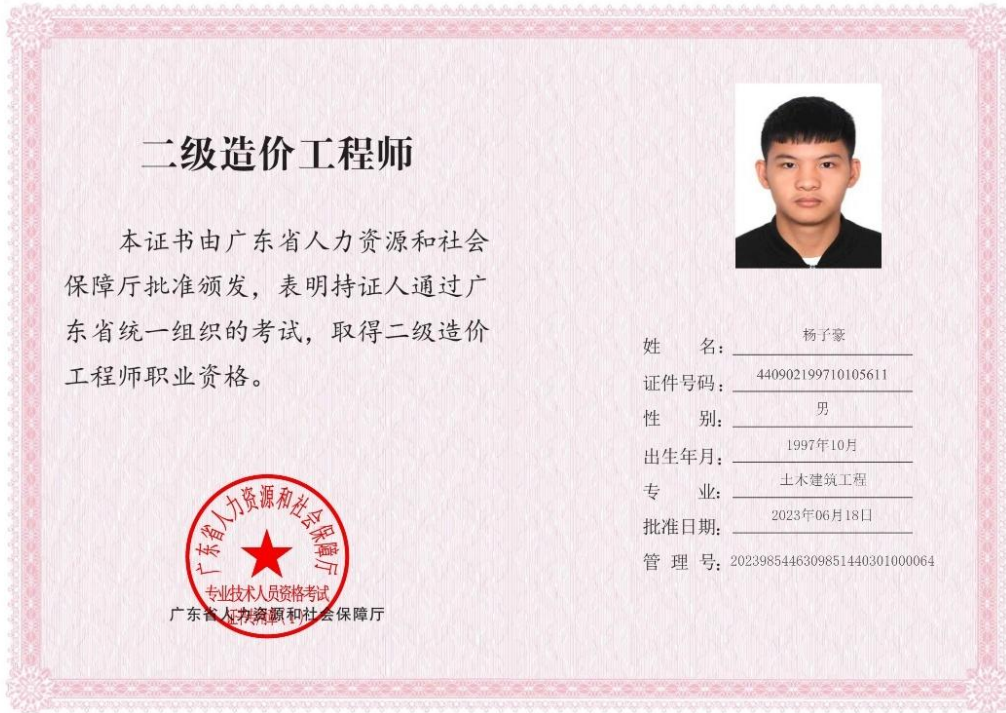 二级造价工程师
本证书由广东省人力资源和社会
保障厅批准颁发，表明持证人通过广
东省统一组织的考试，取得二级造价
工程师职业资格。
广东省人力资源和社会保障厅
专业技术人员资格考试
广东省人力资源和社会保障厅
姓 名：杨子豪
证件号码：440902199710105611
性 别：男
出生年月：1997年10月
专 业：土木建筑工程
批准日期：2023年06月18日
管 理 号：2023985446309851440301000064